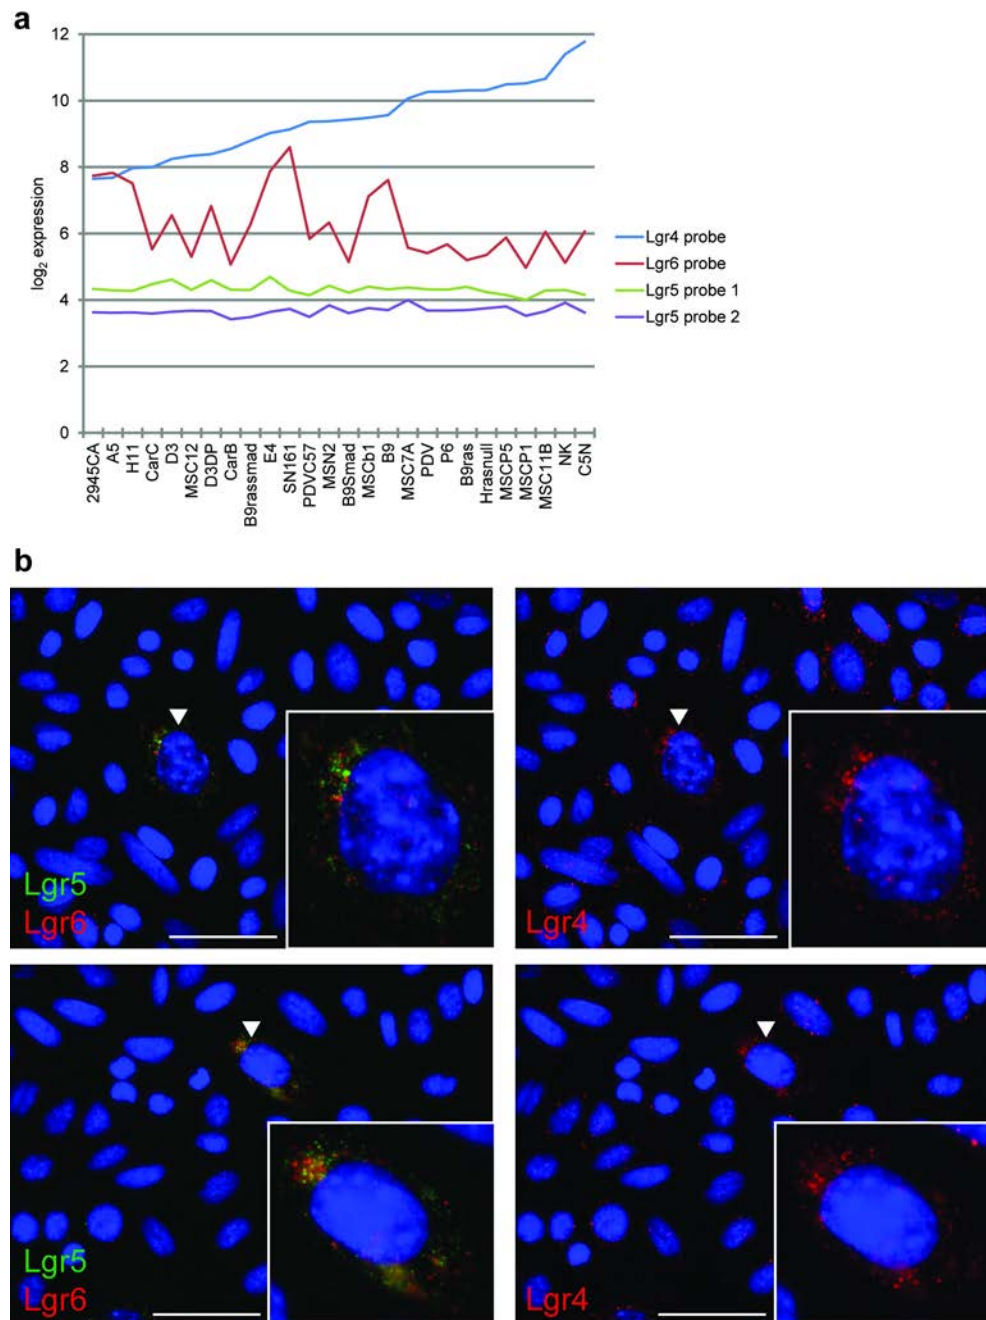 a
12
10
8
6
4
2
0
log2 expression
Lgr4 probe
Lgr6 probe
Lgr5 probe 1
Lgr5 probe 2
2945CA
A5
H11
CarC
D3
MSC12
D3DP
CarB
B9rassmad
E4
SN161
PDVC57
MSN2
B9Smad
MSCb1
B9
MSC7A
PDV
P6
B9ras
Hrasnull
MSCP5
MSCP1
MSC11B
NK
C5N
b
Lgr5
Lgr6
Lgr4
Lgr5
Lgr6
Lgr4